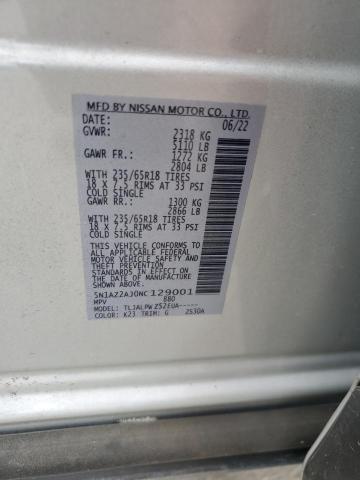 MFD BY NISSAN MOTOR CO., LTD.
DATE: 06/22
GVWR: 2318 KG
5110 LB
GAWR FR.: 1272 KG
2804 LB
WITH 235/65R18 TIRES
18 X 7.5 RIMS AT 33 PSI
COLD SINGLE
GAWR RR.: 1300 KG
2866 LB
WITH 235/65R18 TIRES
18 X 7.5 RIMS AT 33 PSI
COLD SINGLE
THIS VEHICLE CONFORMS TO
ALL APPLICABLE FEDERAL
MOTOR VEHICLE SAFETY
STANDARDS IN EFFECT ON THE
DATE OF MANUFACTURE SHOWN
ABOVE.
5N1AZ2AJ0NC129001
MPV 880
MODEL: TLJALPWZ52EUA-----
COLOR: K23 TRIM: G ZS30A